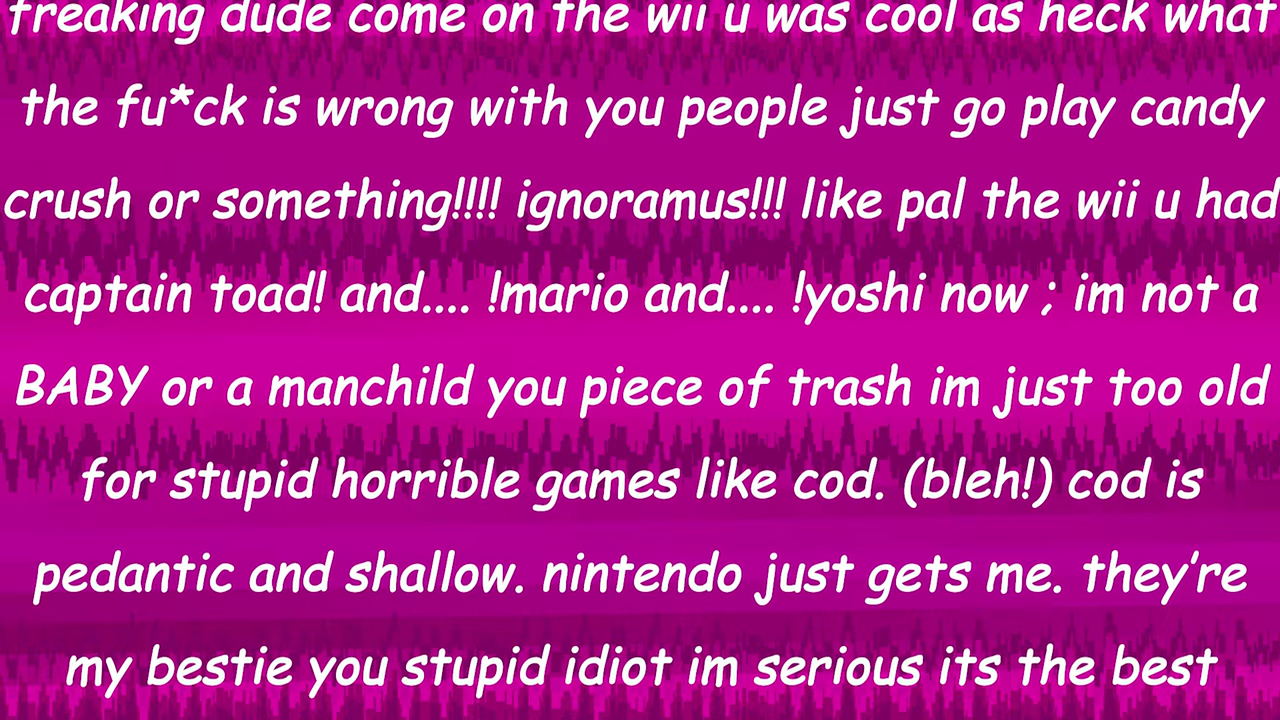 freaking dude come on the wii u was cool as heck what
the fu*ck is wrong with you people just go play candy
crush or something!!!! ignoramus!!! like pal the wii u had
captain toad! and.... !mario and.... !yoshi now ; im not a
BABY or a manchild you piece of trash im just too old
for stupid horrible games like cod. (bleh!) cod is
pedantic and shallow. nintendo just gets me. they're
my bestie you stupid idiot im serious its the best